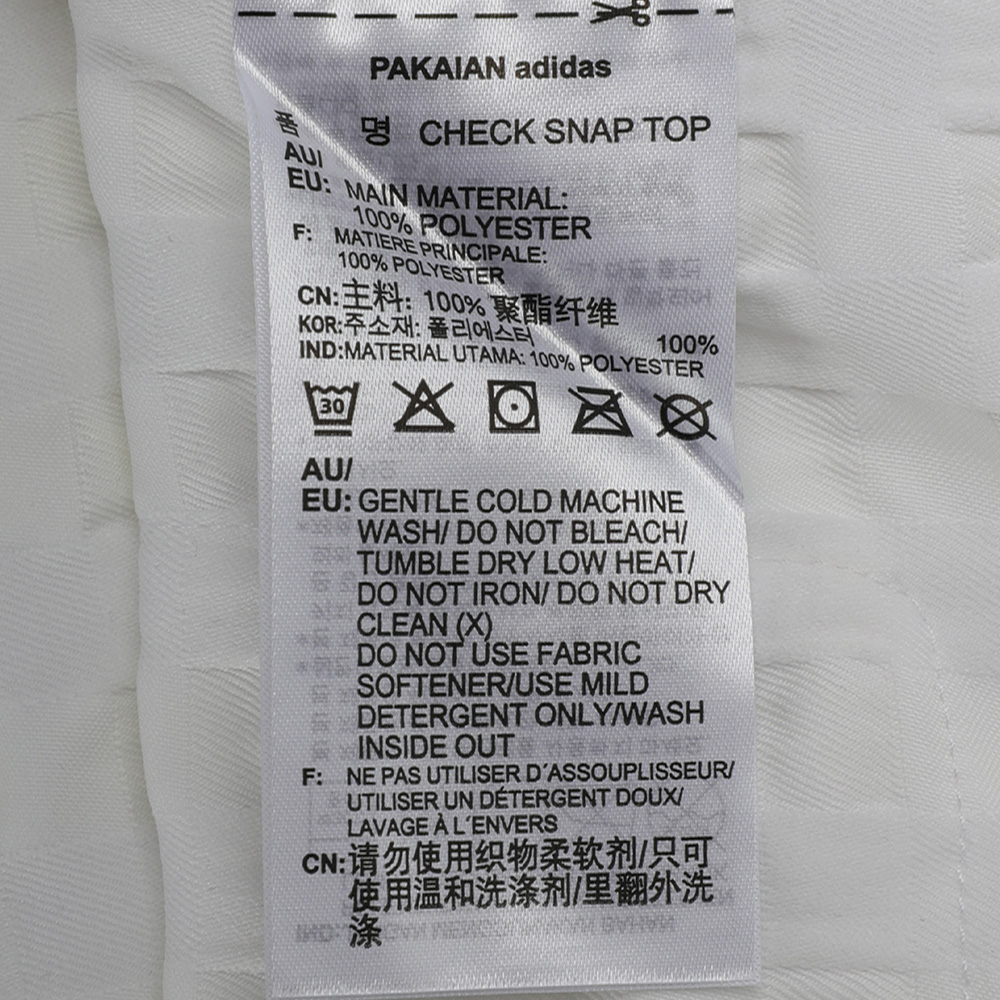 PAKAIAN adidas
품 명 CHECK SNAP TOP
AU/
EU: MAIN MATERIAL:
100% POLYESTER
F: MATIERE PRINCIPALE:
100% POLYESTER
CN: 主料: 100% 聚酯纤维
KOR: 주소재: 폴리에스터 100%
IND: MATERIAL UTAMA: 100% POLYESTER
30
AU/
EU: GENTLE COLD MACHINE
WASH/ DO NOT BLEACH/
TUMBLE DRY LOW HEAT/
DO NOT IRON/ DO NOT DRY
CLEAN (X)
DO NOT USE FABRIC
SOFTENER/USE MILD
DETERGENT ONLY/WASH
INSIDE OUT
F: NE PAS UTILISER D´ASSOUPLISSEUR/
UTILISER UN DÉTERGENT DOUX/
LAVAGE À L´ENVERS
CN: 请勿使用织物柔软剂/只可
使用温和洗涤剂/里翻外洗
涤